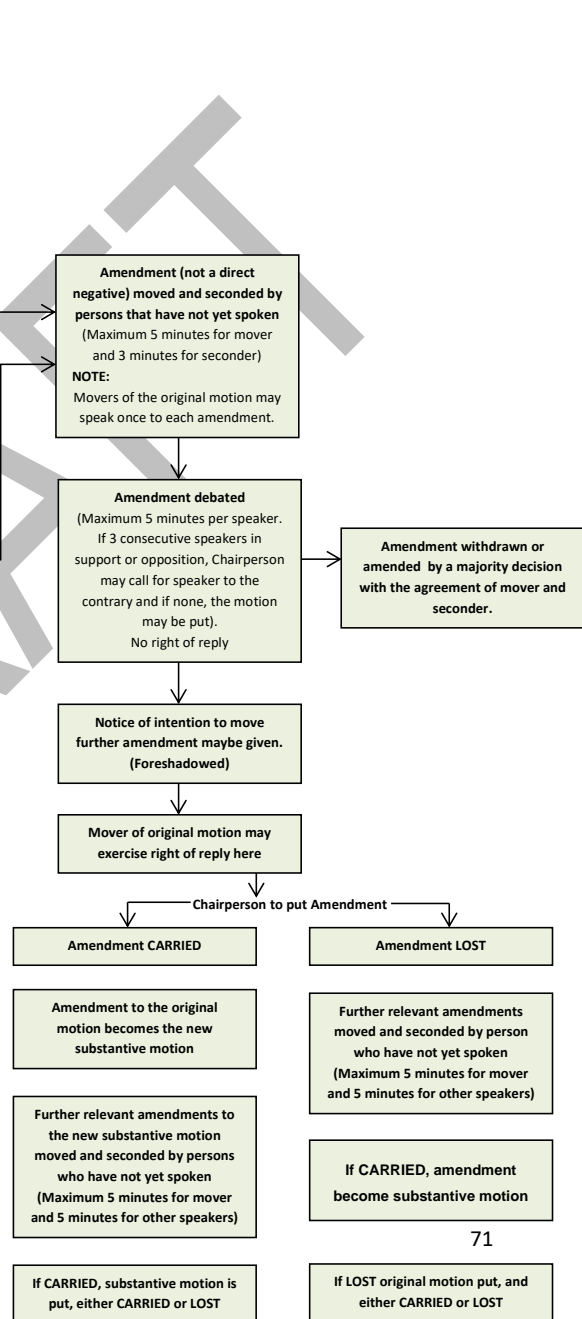 Amendment (not a direct
negative) moved and seconded by
persons that have not yet spoken
(Maximum 5 minutes for mover
and 3 minutes for seconder)
NOTE:
Movers of the original motion may
speak once to each amendment.
Amendment debated
(Maximum 5 minutes per speaker.
If 3 consecutive speakers in
support or opposition, Chairperson
may call for speaker to the
contrary and if none, the motion
may be put).
No right of reply
Amendment withdrawn or
amended by a majority decision
with the agreement of mover and
seconder.
Notice of intention to move
further amendment maybe given.
(Foreshadowed)
Mover of original motion may
exercise right of reply here
Chairperson to put Amendment
Amendment CARRIED
Amendment to the original
motion becomes the new
substantive motion
Further relevant amendments to
the new substantive motion
moved and seconded by persons
who have not yet spoken
(Maximum 5 minutes for mover
and 5 minutes for other speakers)
If CARRIED, substantive motion is
put, either CARRIED or LOST
Amendment LOST
Further relevant amendments
moved and seconded by person
who have not yet spoken
(Maximum 5 minutes for mover
and 5 minutes for other speakers)
If CARRIED, amendment
become substantive motion
71
If LOST original motion put, and
either CARRIED or LOST